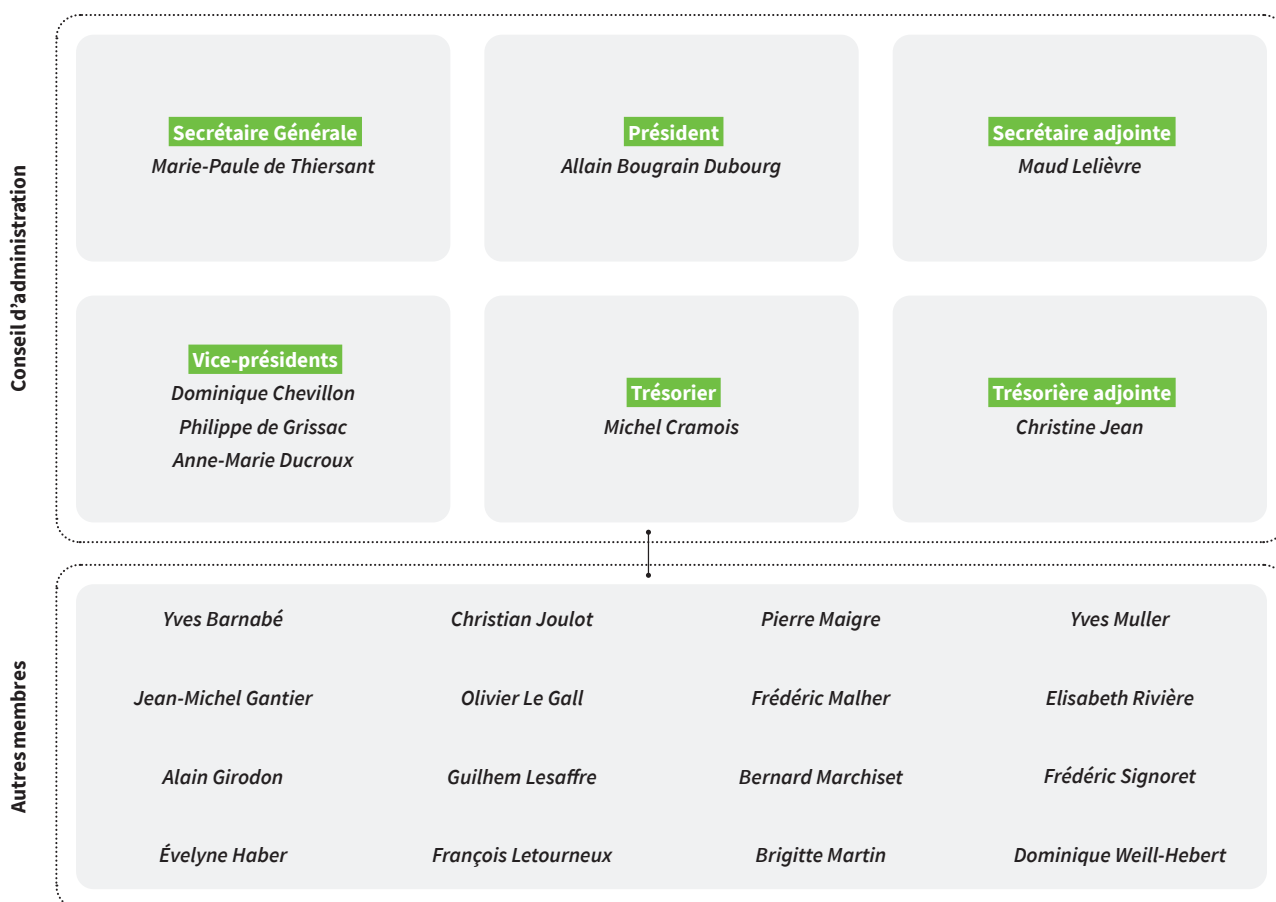 Conseil d'administration
Secrétaire Générale
Marie-Paule de Thiersant
Président
Allain Bougrain Dubourg
Secrétaire adjointe
Maud Lelièvre
Vice-présidents
Dominique Chevillon
Philippe de Grissac
Anne-Marie Ducroux
Trésorier
Michel Cramois
Trésorière adjointe
Christine Jean
Autres membres
Yves Barnabé
Christian Joulot
Pierre Maigre
Yves Muller
Jean-Michel Gantier
Olivier Le Gall
Frédéric Malher
Elisabeth Rivière
Alain Girodon
Guilhem Lesaffre
Bernard Marchiset
Frédéric Signoret
Évelyne Haber
François Letourneux
Brigitte Martin
Dominique Weill-Hebert